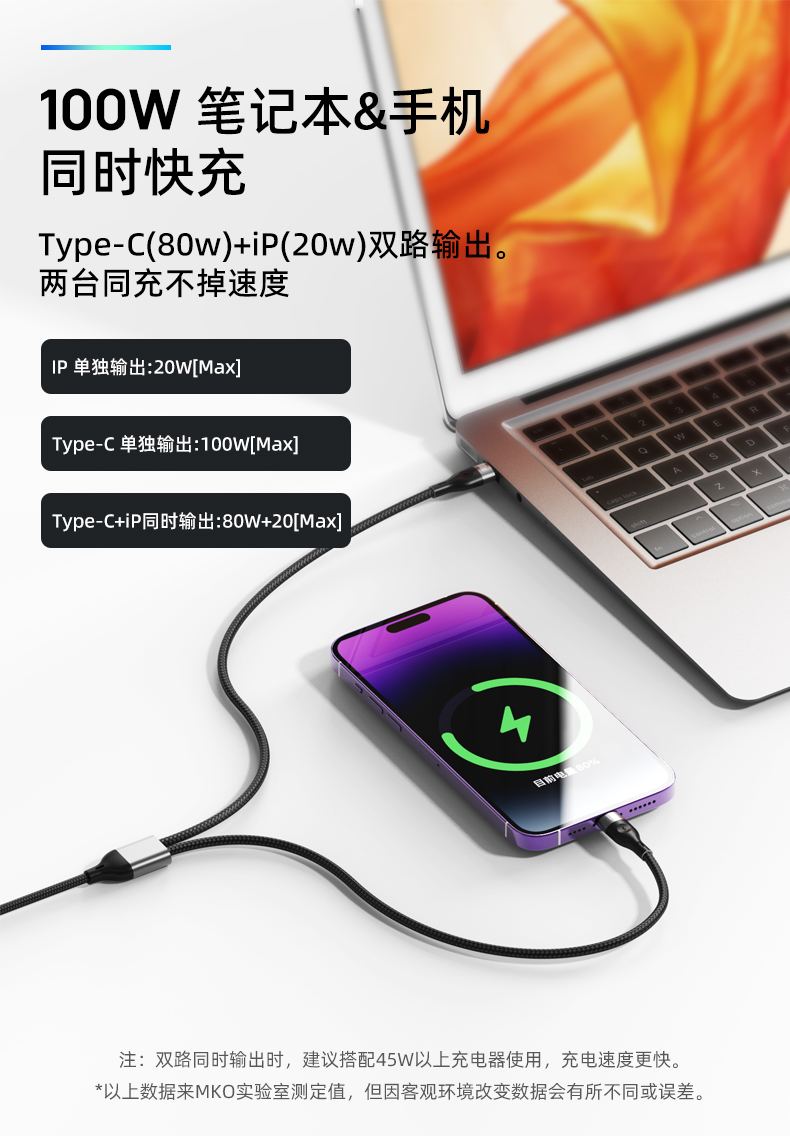 100W 笔记本&手机
同时快充
Type-C(80w)+iP(20w)双路输出。
两台同充不掉速度
IP 单独输出:20W[Max]
Type-C 单独输出:100W[Max]
Type-C+iP同时输出:80W+20[Max]
目前电量 80%
注：双路同时输出时，建议搭配45W以上充电器使用，充电速度更快。
*以上数据来MKO实验室测定值，但因客观环境改变数据会有所不同或误差。